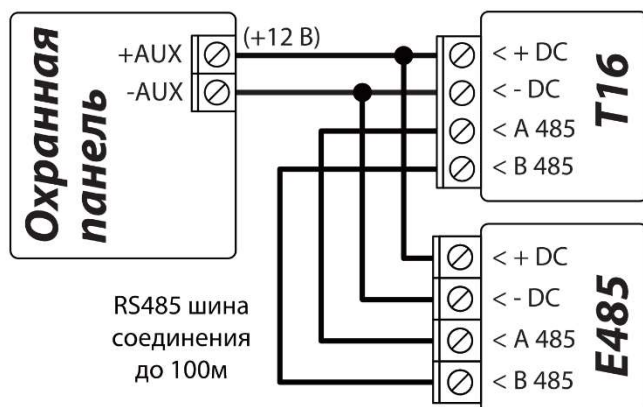 Охранная
панель
+AUX
-AUX
(+12 В)
< + DC
< - DC
< A 485
< B 485
T16
< + DC
< - DC
< A 485
< B 485
E485
RS485 шина
соединения
до 100м